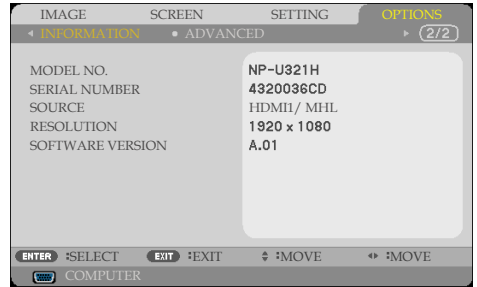 IMAGE SCREEN SETTING OPTIONS
INFORMATION • ADVANCED (2/2)
MODEL NO. NP-U321H
SERIAL NUMBER 4320036CD
SOURCE HDMI1/ MHL
RESOLUTION 1920 x 1080
SOFTWARE VERSION A.01
ENTER :SELECT EXIT :EXIT :MOVE :MOVE
COMPUTER